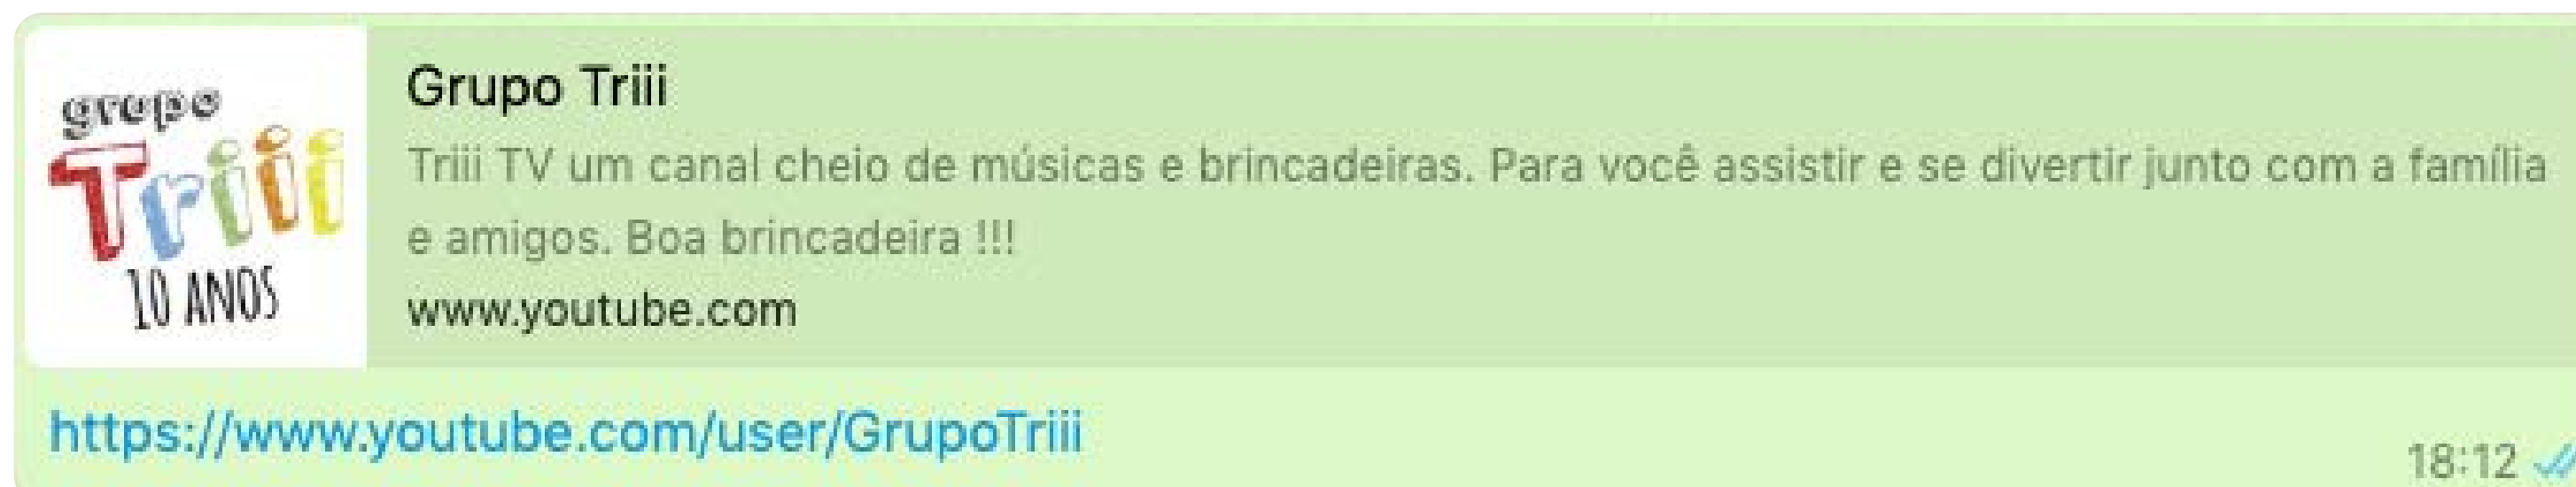 grupo
Triii
10 ANOS
Grupo Triii
Triii TV um canal cheio de músicas e brincadeiras. Para você assistir e se divertir junto com a família
e amigos. Boa brincadeira !!!
www.youtube.com
https://www.youtube.com/user/GrupoTriii
18:12